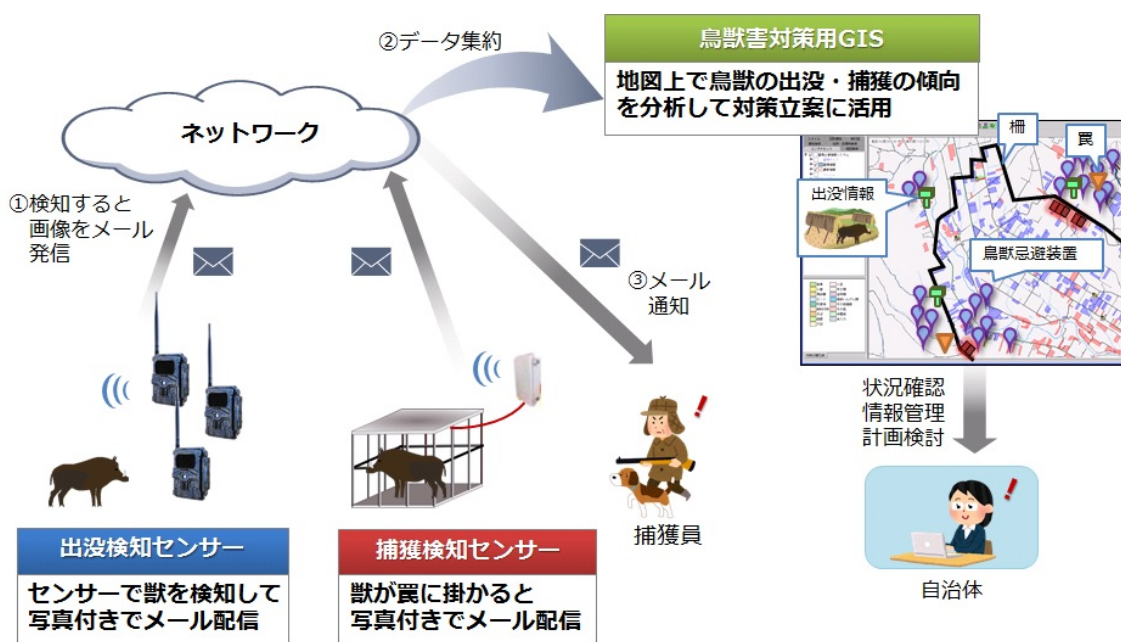 ②データ集約
鳥獣害対策用GIS
地図上で鳥獣の出没・捕獲の傾向
を分析して対策立案に活用
ネットワーク
①検知すると
画像をメール
発信
③メール
通知
柵
罠
出没情報
鳥獣忌避装置
状況確認
情報管理
計画検討
捕獲員
自治体
出没検知センサー
センサーで獣を検知して
写真付きでメール配信
捕獲検知センサー
獣が罠に掛かると
写真付きでメール配信